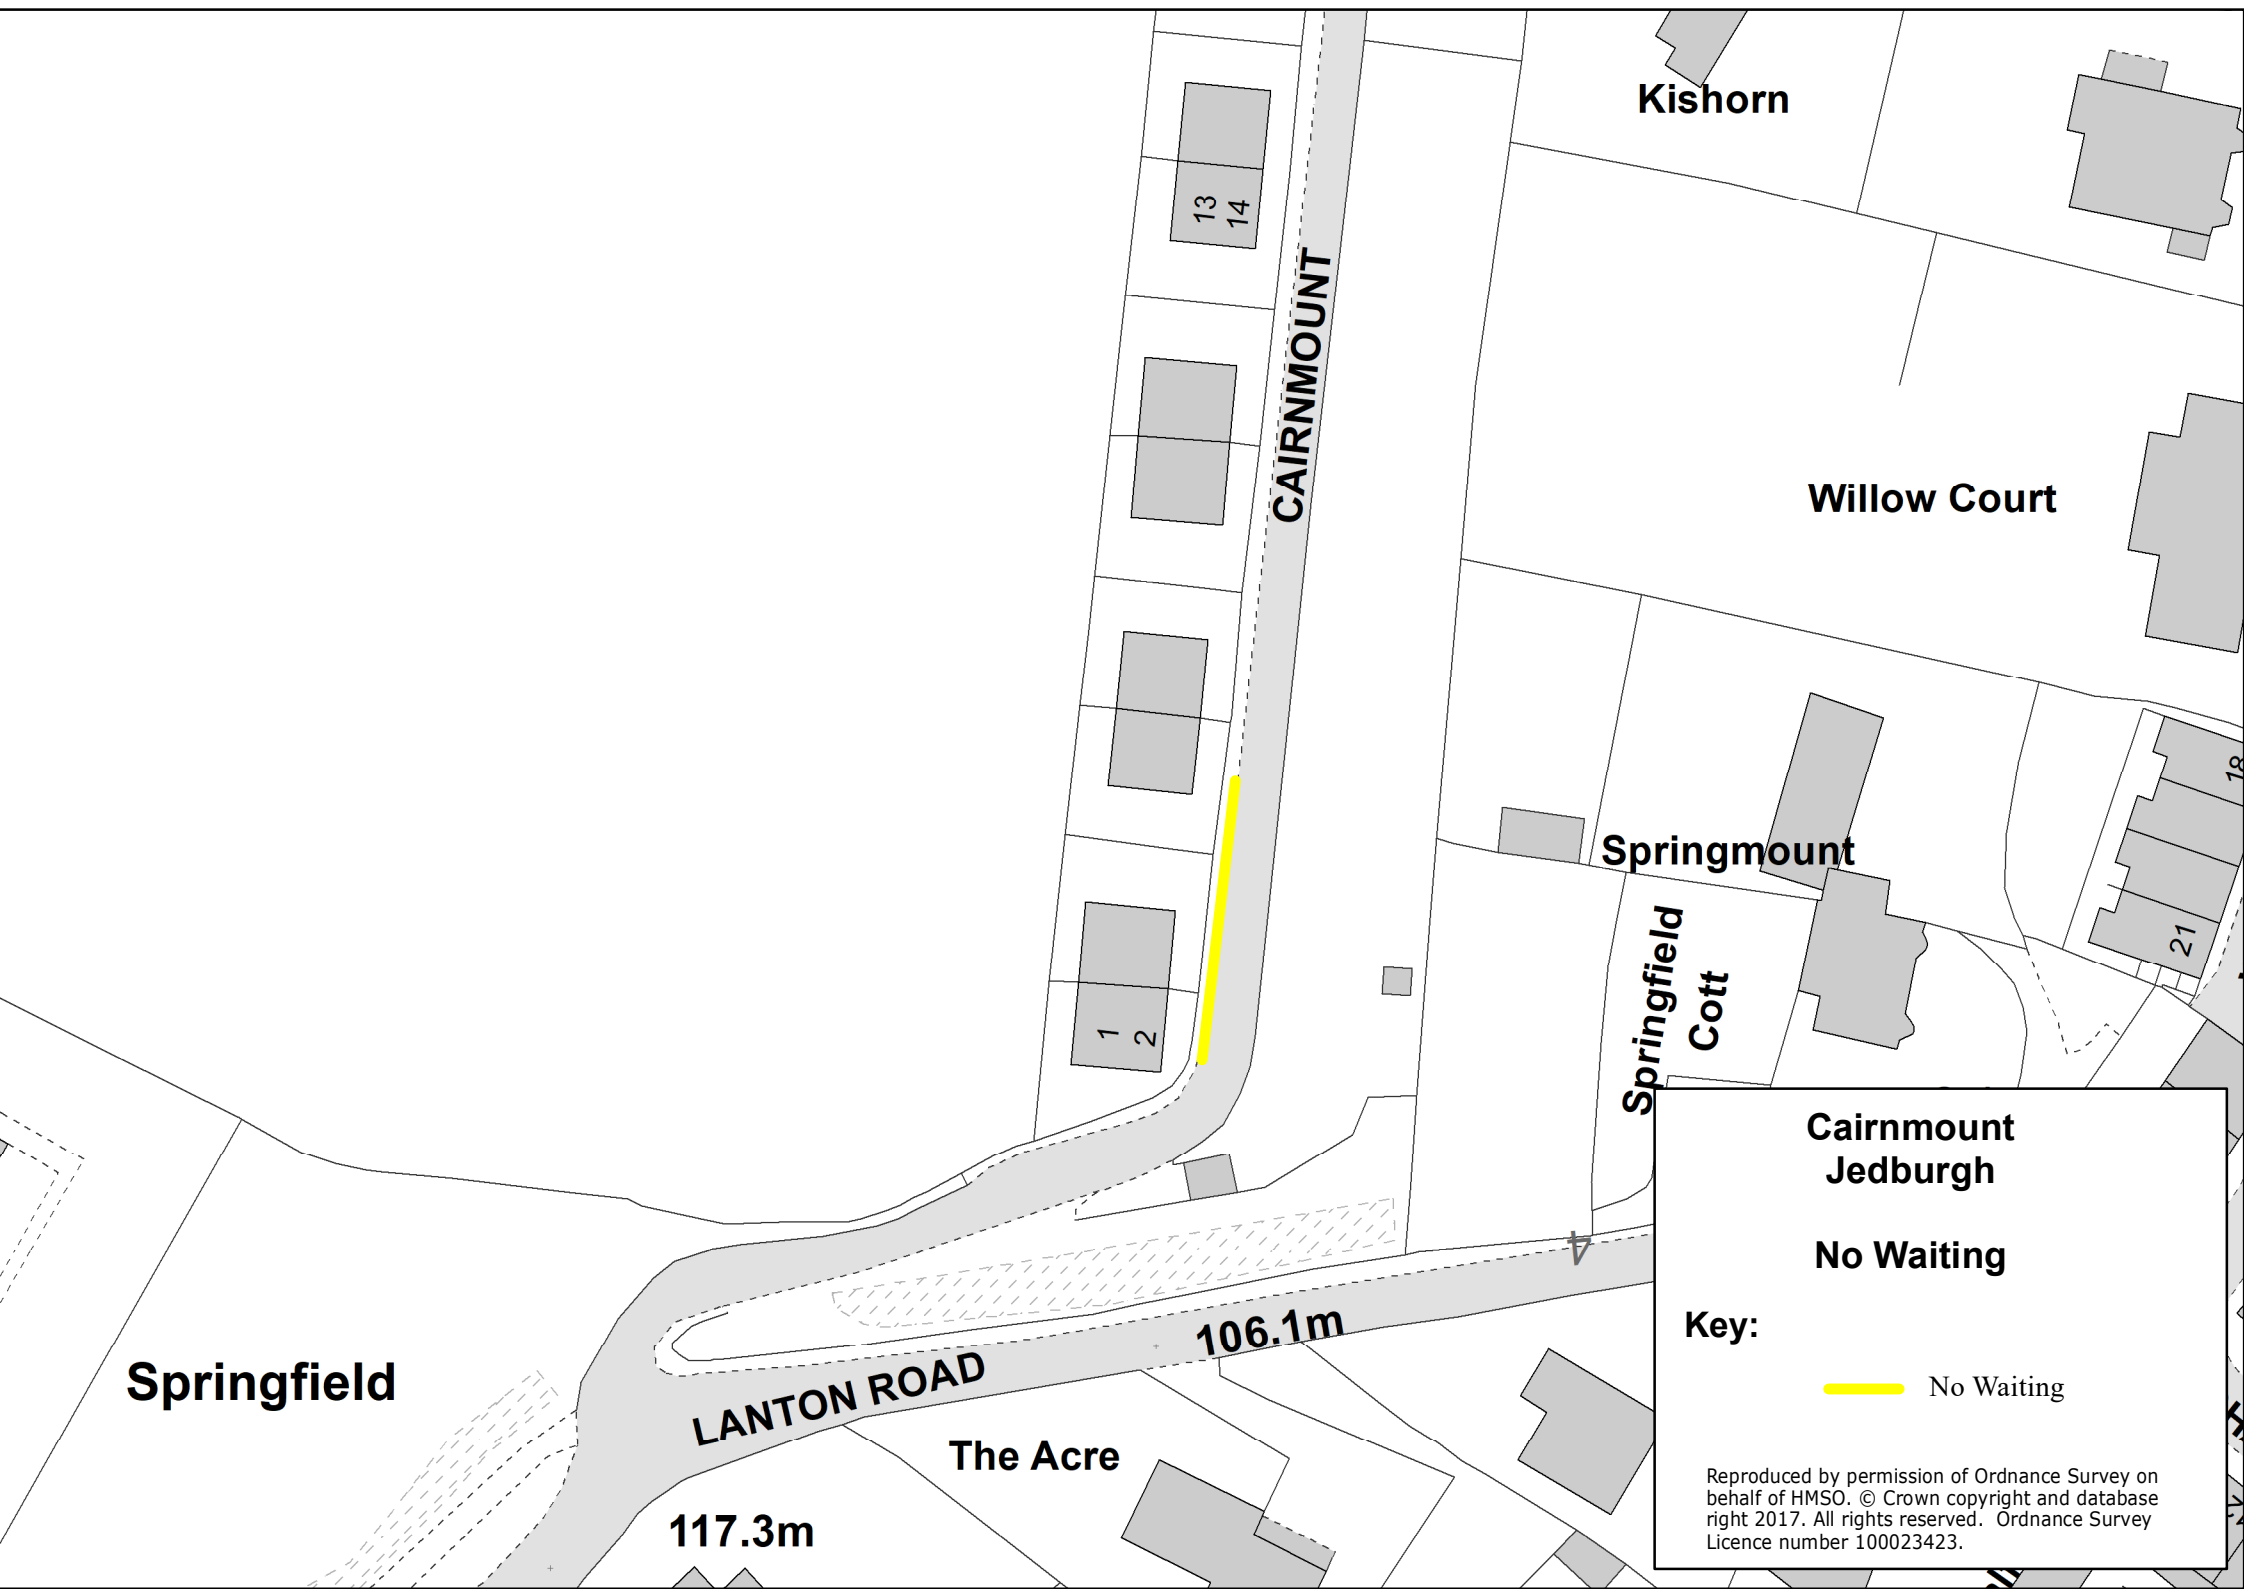 Kishorn
13
14
CAIRNMOUNT
Willow Court
18
Springmount
21
Springfield
Cott
1
2
Cairnmount
Jedburgh
No Waiting
Key:
No Waiting
Reproduced by permission of Ordnance Survey on
behalf of HMSO. © Crown copyright and database
right 2017. All rights reserved. Ordnance Survey
Licence number 100023423.
4
106.1m
LANTON ROAD
Springfield
The Acre
117.3m